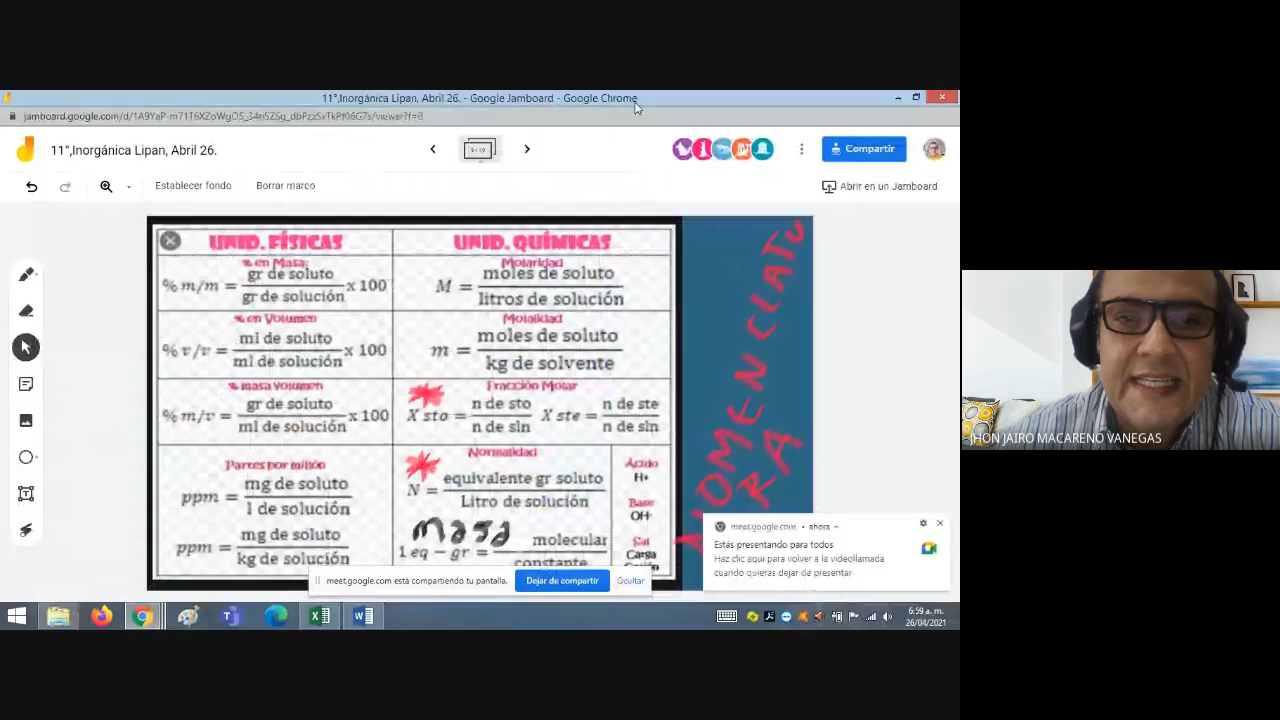 11°,Inorgánica Lipan, Abril 26. - Google Jamboard - Google Chrome
11°,Inorgánica Lipan, Abril 26.
Compartir
Establecer fondo
Borrar marco
Abrir en un Jamboard
UNID. FÍSICAS
UNID. QUÍMICAS
% en Masa:
% m/m = gr de soluto
gr de solución x 100
Molaridad
M = moles de soluto
litros de solución
% en Volumen
% v/v = ml de soluto
ml de solución x 100
Molalidad
m = moles de soluto
kg de solvente
% masa Volumen
% m/v = gr de soluto
ml de solución x 100
Fracción Molar
X sto = n de sto
n de sln
X ste = n de ste
n de sln
Partes por millón
ppm = mg de soluto
l de solución
ppm = mg de soluto
kg de solución
Normalidad
N = equivalente gr soluto
Litro de solución
masa molecular
1 eq – gr =
constante
Ácido
H+
Base
OH-
Sal
Carga
NOMENCLATU
RA
meet.google.com • ahora
Estás presentando para todos
Haz clic aquí para volver a la videollamada
cuando quieras dejar de presentar
meet.google.com está compartiendo tu pantalla.
Dejar de compartir
Ocultar
6:59 a. m.
26/04/2021
JHON JAIRO MACARENO VANEGAS